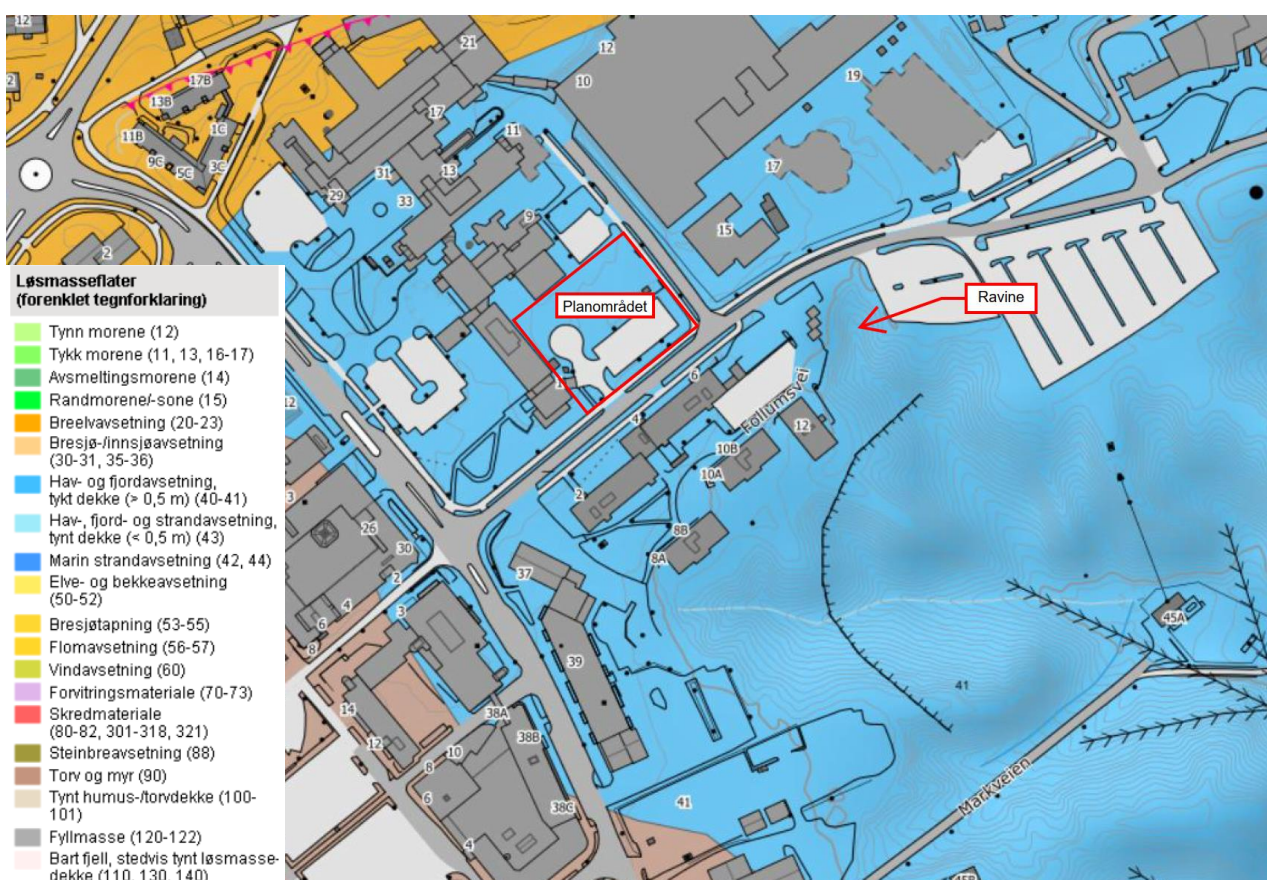 12
21
12
10
19
2
17B
13B
1C
11B
9C
5C
3C
17
11
13
31
33
29
9
17
15
2
Planområdet
Ravine
1
6
4
Follumsvei
12
10B
10A
2
8B
8A
12
3
26
30
2
3
4
6
8
37
39
14
12
38A
38B
10
8
6
4
38C
41
41
45A
Markveien
45B
Løsmasseflater
(forenklet tegnforklaring)
Tynn morene (12)
Tykk morene (11, 13, 16-17)
Avsmeltingsmorene (14)
Randmorene/-sone (15)
Breelvavsetning (20-23)
Bresjø-/innsjøavsetning
(30-31, 35-36)
Hav- og fjordavsetning,
tykt dekke (> 0,5 m) (40-41)
Hav-, fjord- og strandavsetning,
tynt dekke (< 0,5 m) (43)
Marin strandavsetning (42, 44)
Elve- og bekkeavsetning
(50-52)
Bresjøtapning (53-55)
Flomavsetning (56-57)
Vindavsetning (60)
Forvitringsmateriale (70-73)
Skredmateriale
(80-82, 301-318, 321)
Steinbreavsetning (88)
Torv og myr (90)
Tynt humus-/torvdekke (100-
101)
Fyllmasse (120-122)
Bart fjell, stedvis tynt løsmasse-
dekke (110, 130, 140)